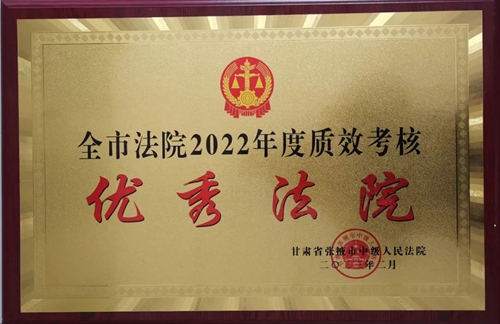 全市法院2022年度质效考核
优秀法院
甘肃省张掖市中级人民法院
二〇二三年二月